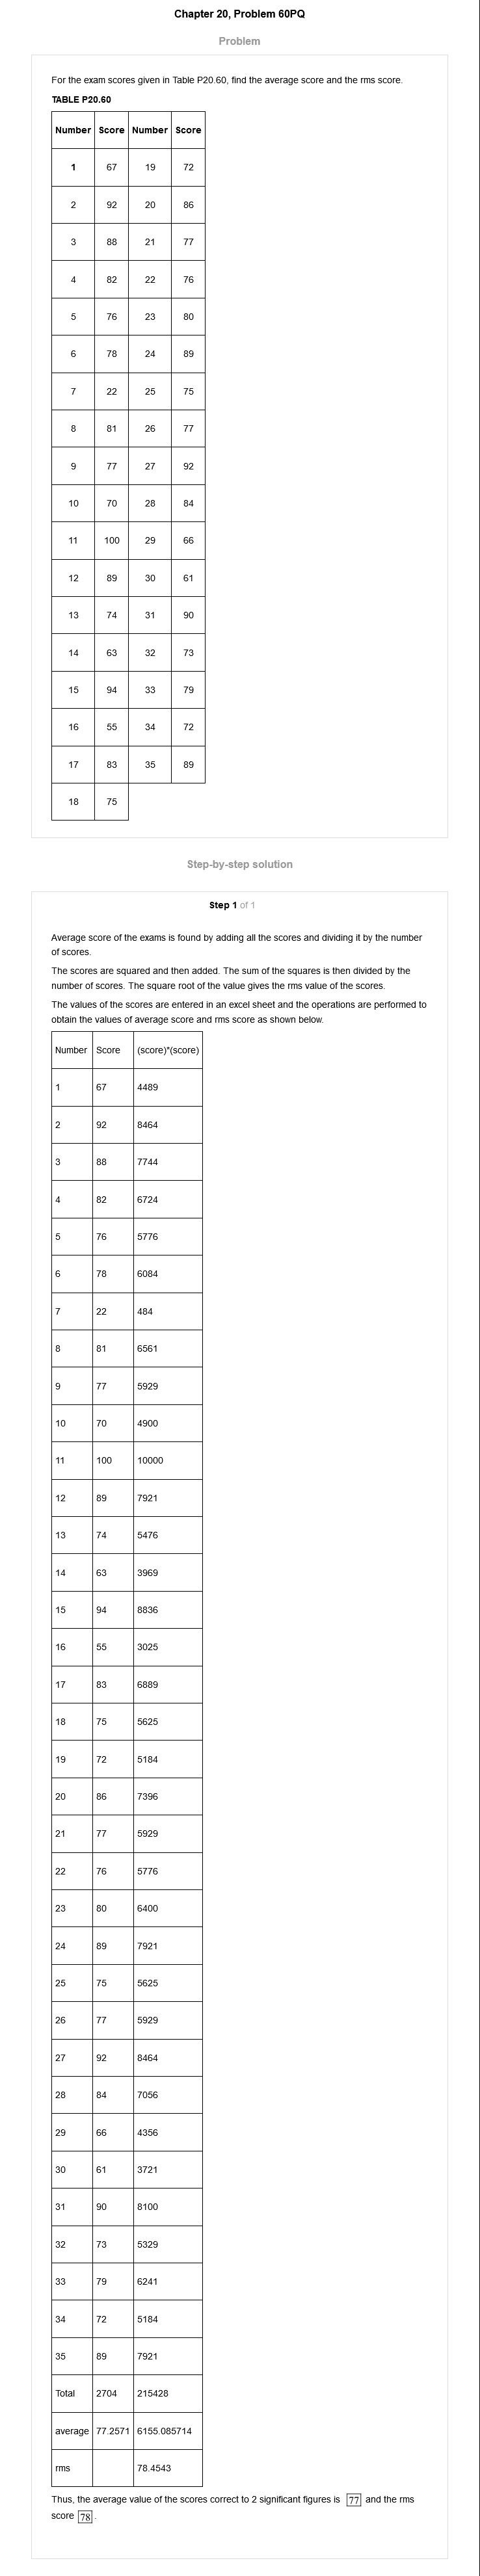 Chapter 20, Problem 60PQ
Problem
For the exam scores given in Table P20.60, find the average score and the rms score.
TABLE P20.60
Number Score Number Score
1 67 19 72
2 92 20 86
3 88 21 77
4 82 22 76
5 76 23 80
6 78 24 89
7 22 25 75
8 81 26 77
9 77 27 92
10 70 28 84
11 100 29 66
12 89 30 61
13 74 31 90
14 63 32 73
15 94 33 79
16 55 34 72
17 83 35 89
18 75
Step-by-step solution
Step 1 of 1
Average score of the exams is found by adding all the scores and dividing it by the number
of scores.
The scores are squared and then added. The sum of the squares is then divided by the
number of scores. The square root of the value gives the rms value of the scores.
The values of the scores are entered in an excel sheet and the operations are performed to
obtain the values of average score and rms score as shown below.
Number Score (score)*(score)
1 67 4489
2 92 8464
3 88 7744
4 82 6724
5 76 5776
6 78 6084
7 22 484
8 81 6561
9 77 5929
10 70 4900
11 100 10000
12 89 7921
13 74 5476
14 63 3969
15 94 8836
16 55 3025
17 83 6889
18 75 5625
19 72 5184
20 86 7396
21 77 5929
22 76 5776
23 80 6400
24 89 7921
25 75 5625
26 77 5929
27 92 8464
28 84 7056
29 66 4356
30 61 3721
31 90 8100
32 73 5329
33 79 6241
34 72 5184
35 89 7921
Total 2704 215428
average 77.2571 6155.085714
rms 78.4543
Thus, the average value of the scores correct to 2 significant figures is 77 and the rms
score 78.